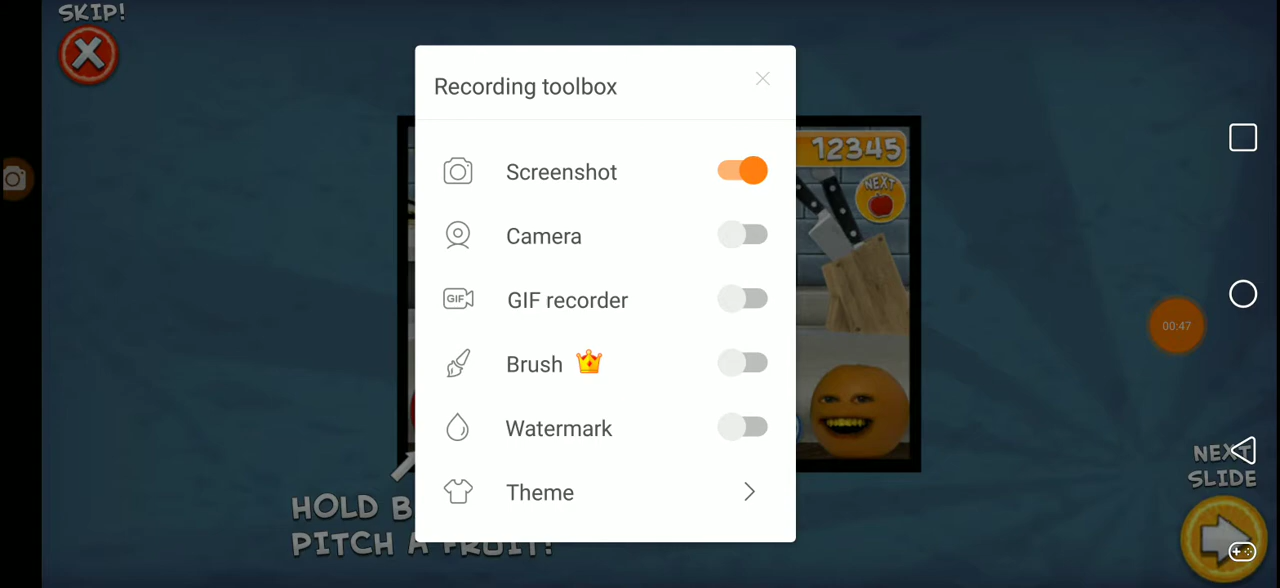 SKIP!
Recording toolbox
12345
Screenshot
NEXT
Camera
GIF
GIF recorder
00:47
Brush
Watermark
NEXT
SLIDE
Theme
HOLD B
PITCH A FRUIT!